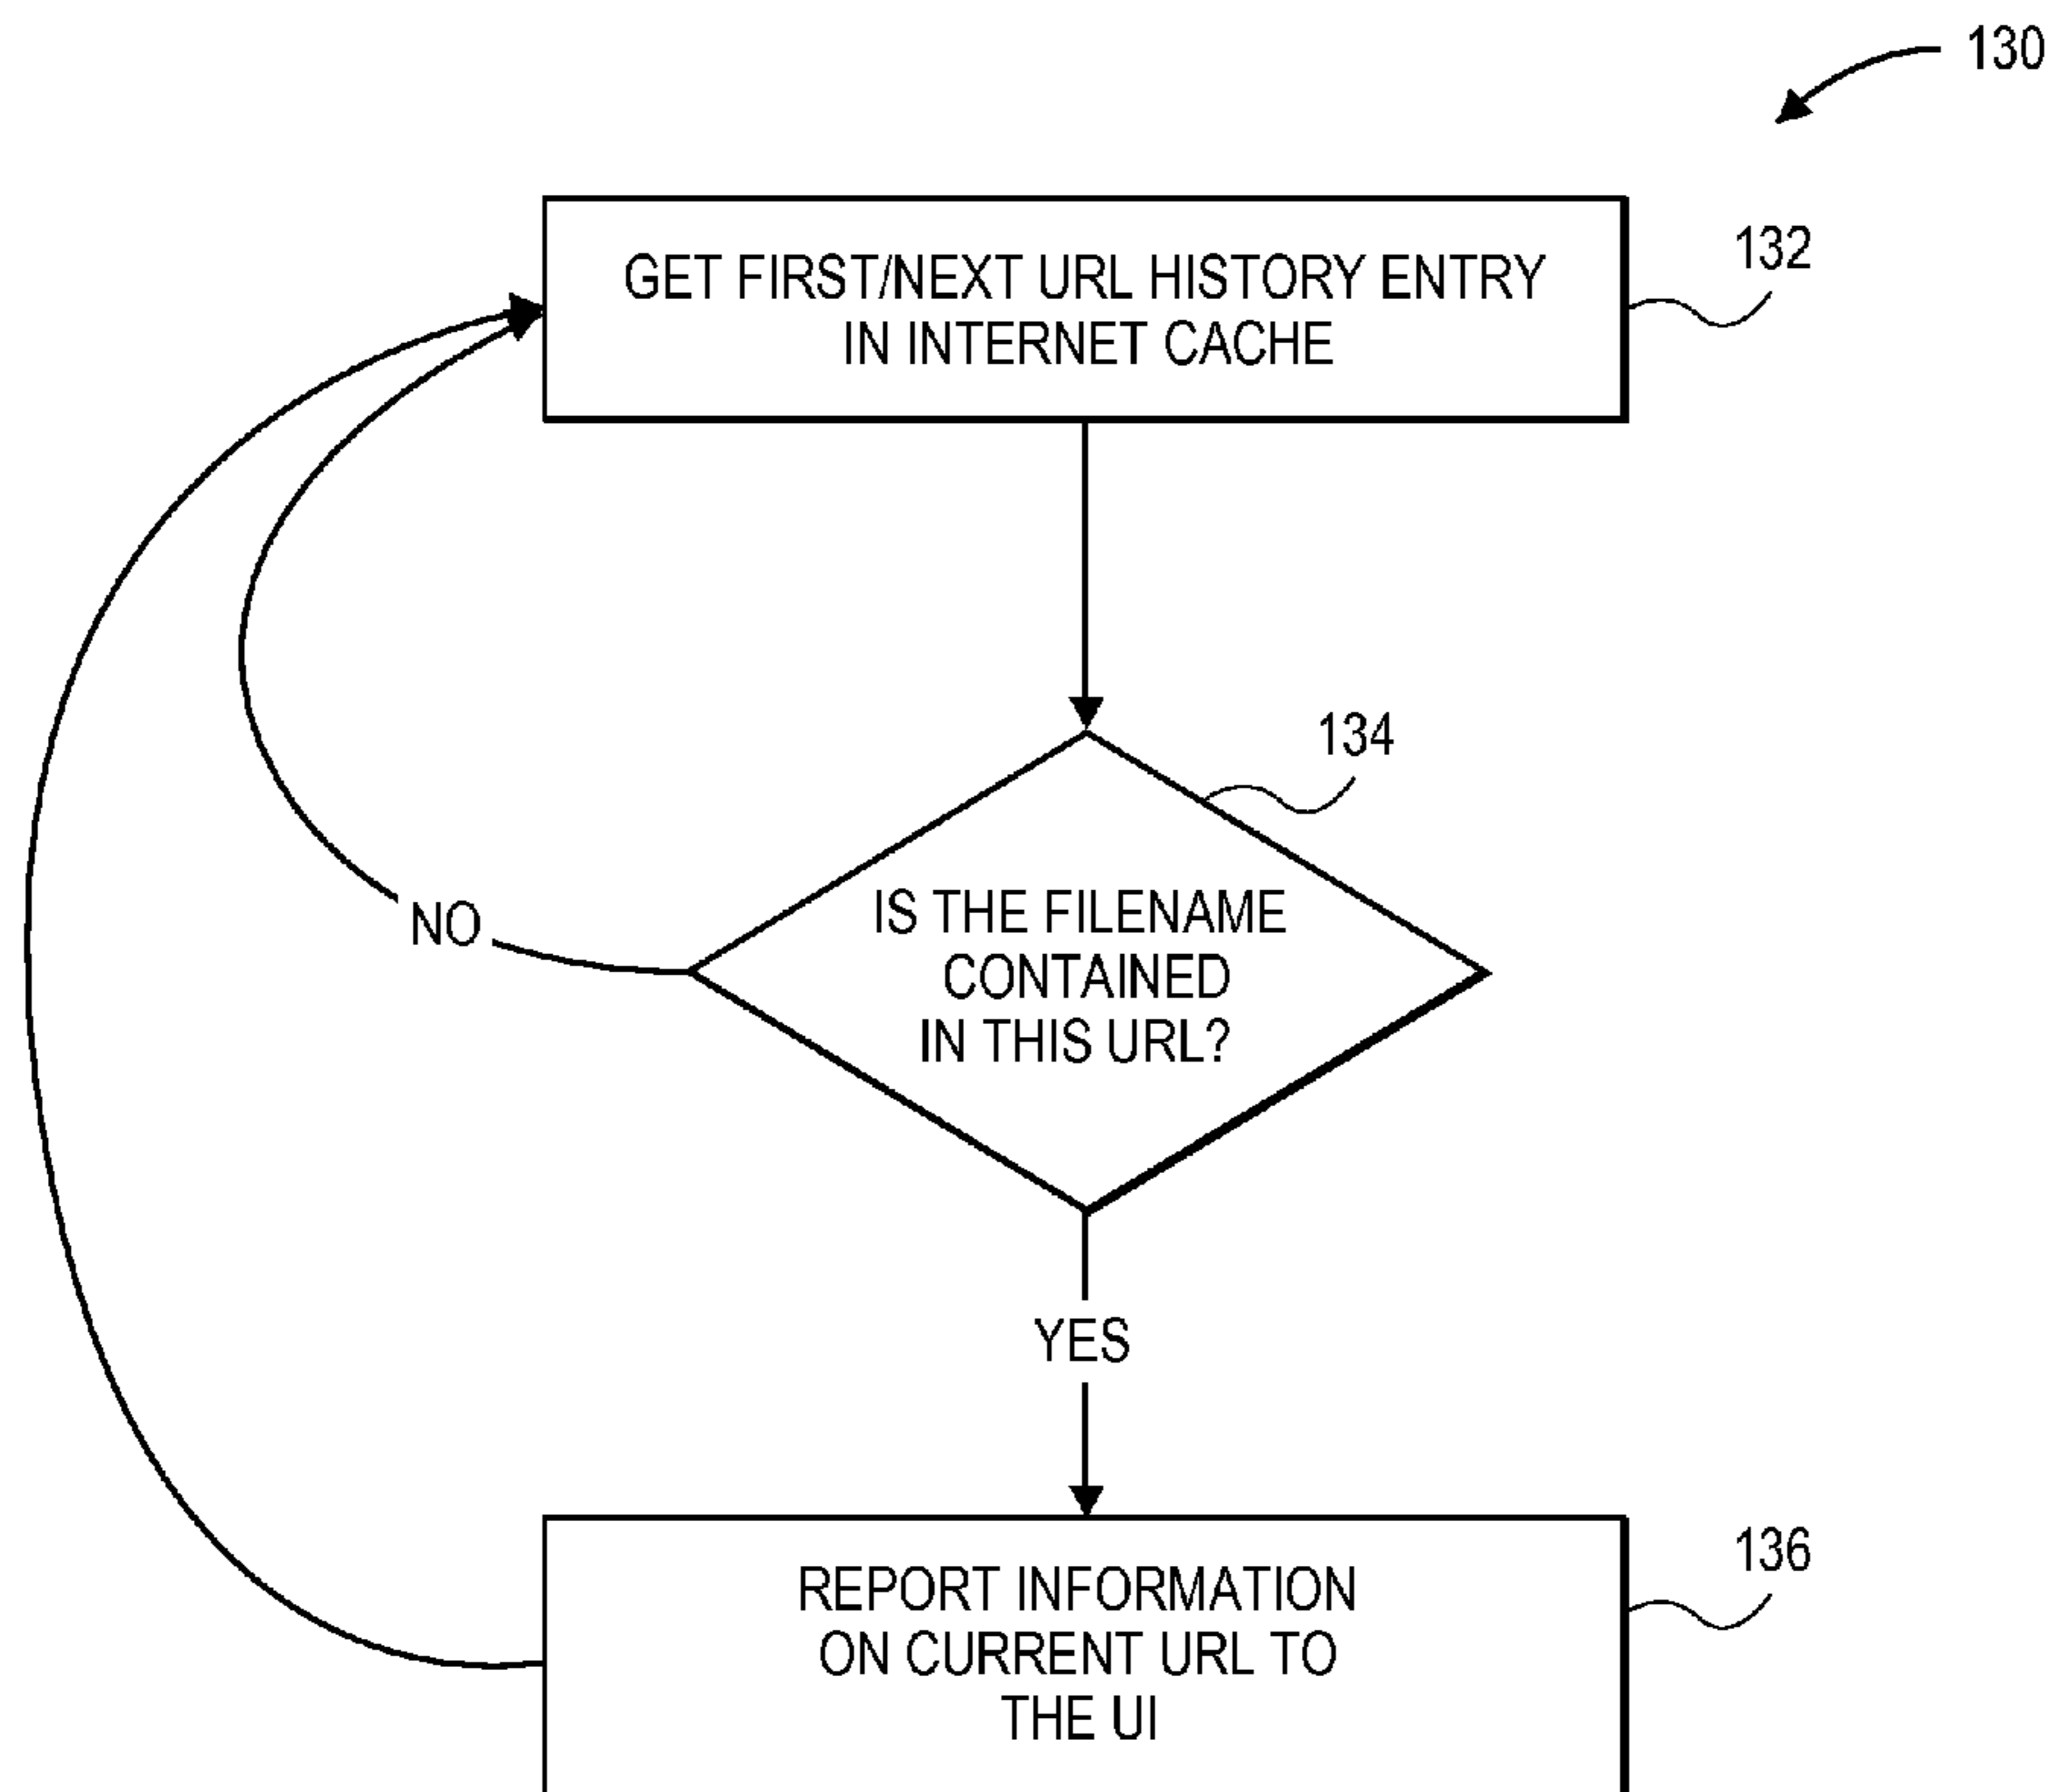 130
GET FIRST/NEXT URL HISTORY ENTRY
IN INTERNET CACHE
132
134
IS THE FILENAME
CONTAINED
IN THIS URL?
NO
YES
REPORT INFORMATION
ON CURRENT URL TO
THE UI
136